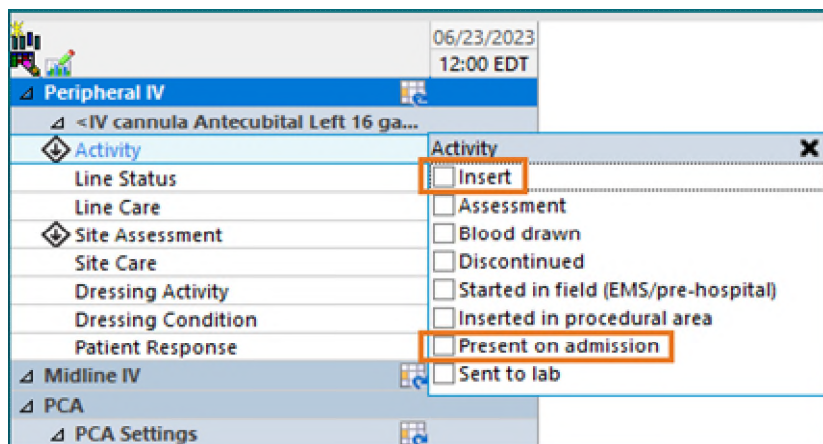 06/23/2023
12:00 EDT
Peripheral IV
<IV cannula Antecubital Left 16 ga...
Activity
Activity
Insert
Line Status
Assessment
Line Care
Blood drawn
Site Assessment
Discontinued
Site Care
Started in field (EMS/pre-hospital)
Dressing Activity
Inserted in procedural area
Dressing Condition
Present on admission
Patient Response
Sent to lab
Midline IV
PCA
PCA Settings